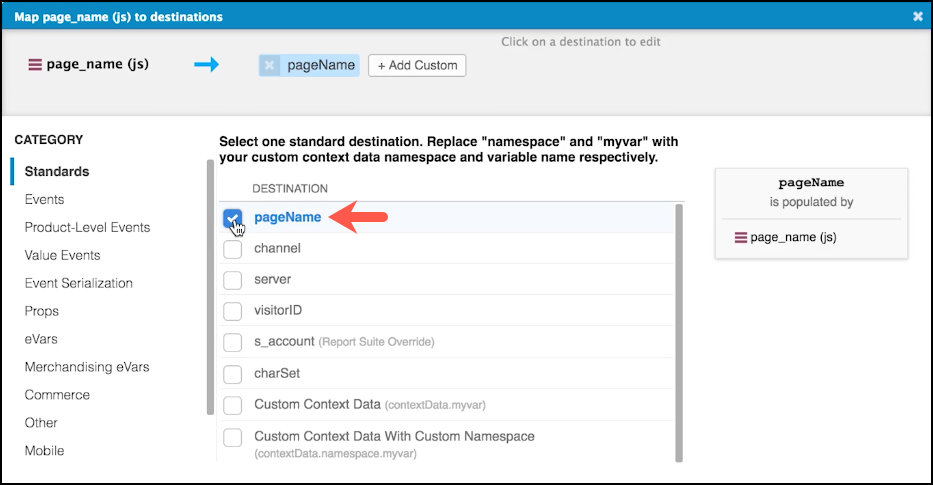 Map page_name (js) to destinations
Click on a destination to edit
page_name (js)
pageName
+ Add Custom
CATEGORY
Standards
Events
Product-Level Events
Value Events
Event Serialization
Props
eVars
Merchandising eVars
Commerce
Other
Mobile
Select one standard destination. Replace "namespace" and "myvar" with
your custom context data namespace and variable name respectively.
DESTINATION
pageName
channel
server
visitorID
s_account (Report Suite Override)
charSet
Custom Context Data (contextData.myvar)
Custom Context Data With Custom Namespace
(contextData.namespace.myvar)
pageName
is populated by
page_name (js)